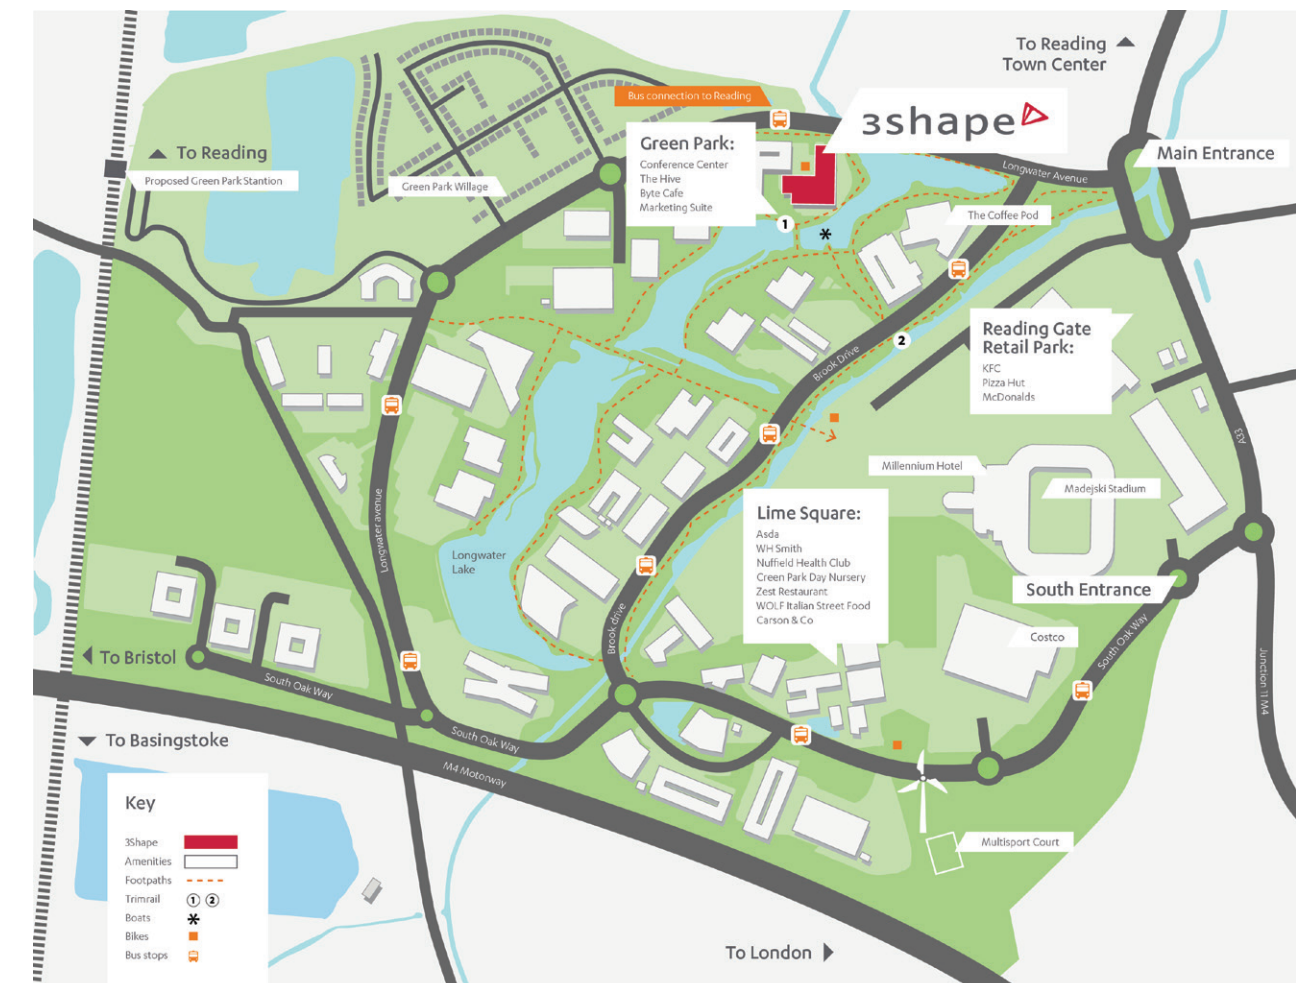 To Reading
Town Center
Bus connection to Reading
3shape
Green Park:
Conference Center
The Hive
Byte Cafe
Marketing Suite
To Reading
Proposed Green Park Stantion
Green Park Willage
Longwater Avenue
Main Entrance
1
The Coffee Pod
2
Brook Drive
Reading Gate
Retail Park:
KFC
Pizza Hut
McDonalds
A33
Millennium Hotel
Madejski Stadium
Longwater avenue
Longwater
Lake
Lime Square:
Asda
WH Smith
Nuffield Health Club
Green Park Day Nursery
Zest Restaurant
WOLF Italian Street Food
Carson & Co
South Entrance
Brook drive
Costco
South Oak Way
Junction 11 M4
To Bristol
South Oak Way
South Oak Way
To Basingstoke
M4 Motorway
Key
3Shape
Amenities
Footpaths
Trimrail 1 2
Boats
Bikes
Bus stops
Multisport Court
To London